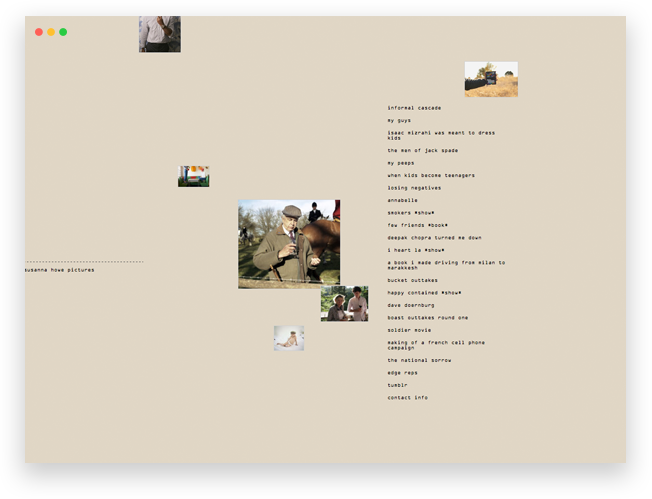 informal cascade
my guys
isaac mizrahi was meant to dress
kids
the men of jack spade
my peeps
when kids become teenagers
losing negatives
annabelle
smokers *show*
few friends *book*
deepak chopra turned me down
i haart la *show*
a book i made driving from milan to
marakkesh
bucket outtakes
happy contained *show*
dave doernburg
boast outtakes round one
soldier movie
making of a french cell phone
campaign
the national sorrow
edge reps
tumblr
contact info
susanna howe pictures